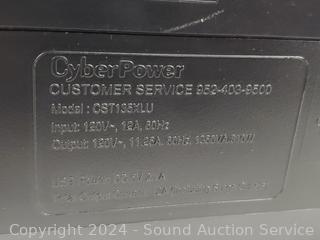 CyberPower
CUSTOMER SERVICE 952-403-9500
Model : CST135XLU
Input: 120V~, 12A, 60Hz
Output: 120V~, 11.25A, 60Hz, 1350VA/810W
Copyright 2024 - Sound Auction Service